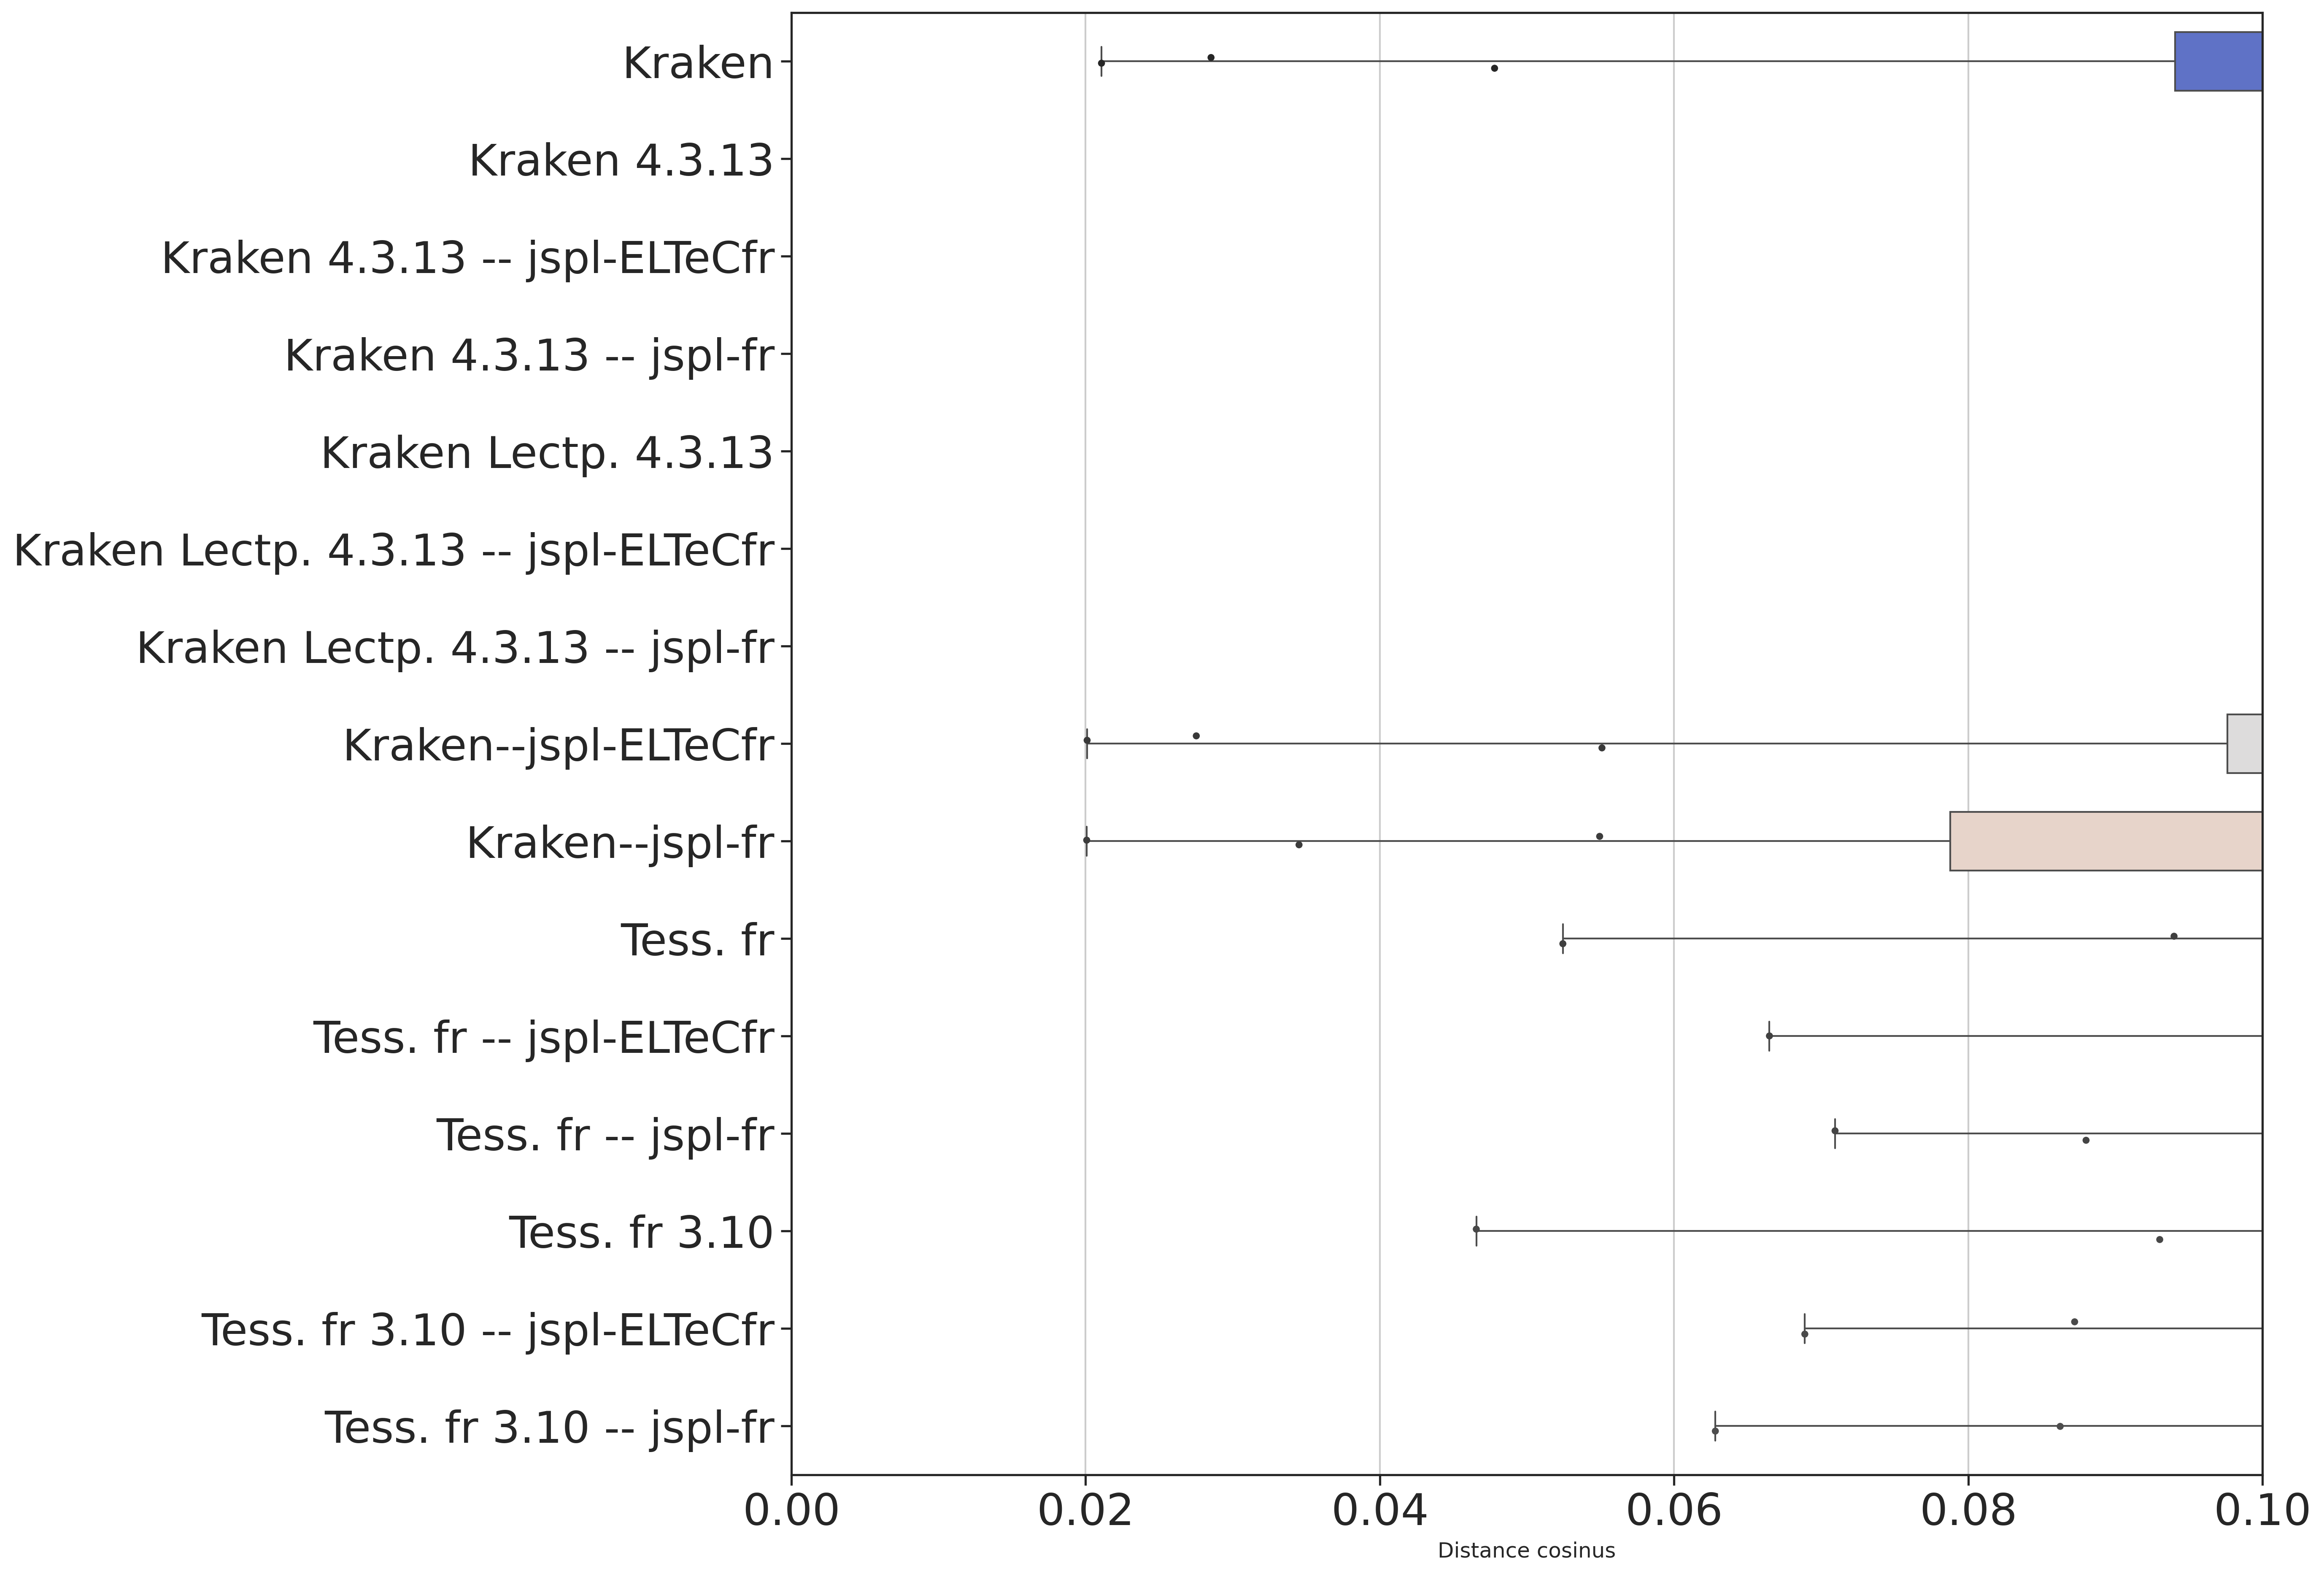 Kraken
Kraken 4.3.13
Kraken 4.3.13 -- jspl-ELTeCfr
Kraken 4.3.13 -- jspl-fr
Kraken Lectp. 4.3.13
Kraken Lectp. 4.3.13 -- jspl-ELTeCfr
Kraken Lectp. 4.3.13 -- jspl-fr
Kraken--jspl-ELTeCfr
Kraken--jspl-fr
Tess. fr
Tess. fr -- jspl-ELTeCfr
Tess. fr -- jspl-fr
Tess. fr 3.10
Tess. fr 3.10 -- jspl-ELTeCfr
Tess. fr 3.10 -- jspl-fr
0.00 0.02 0.04 0.06 0.08 0.10
Distance cosinus